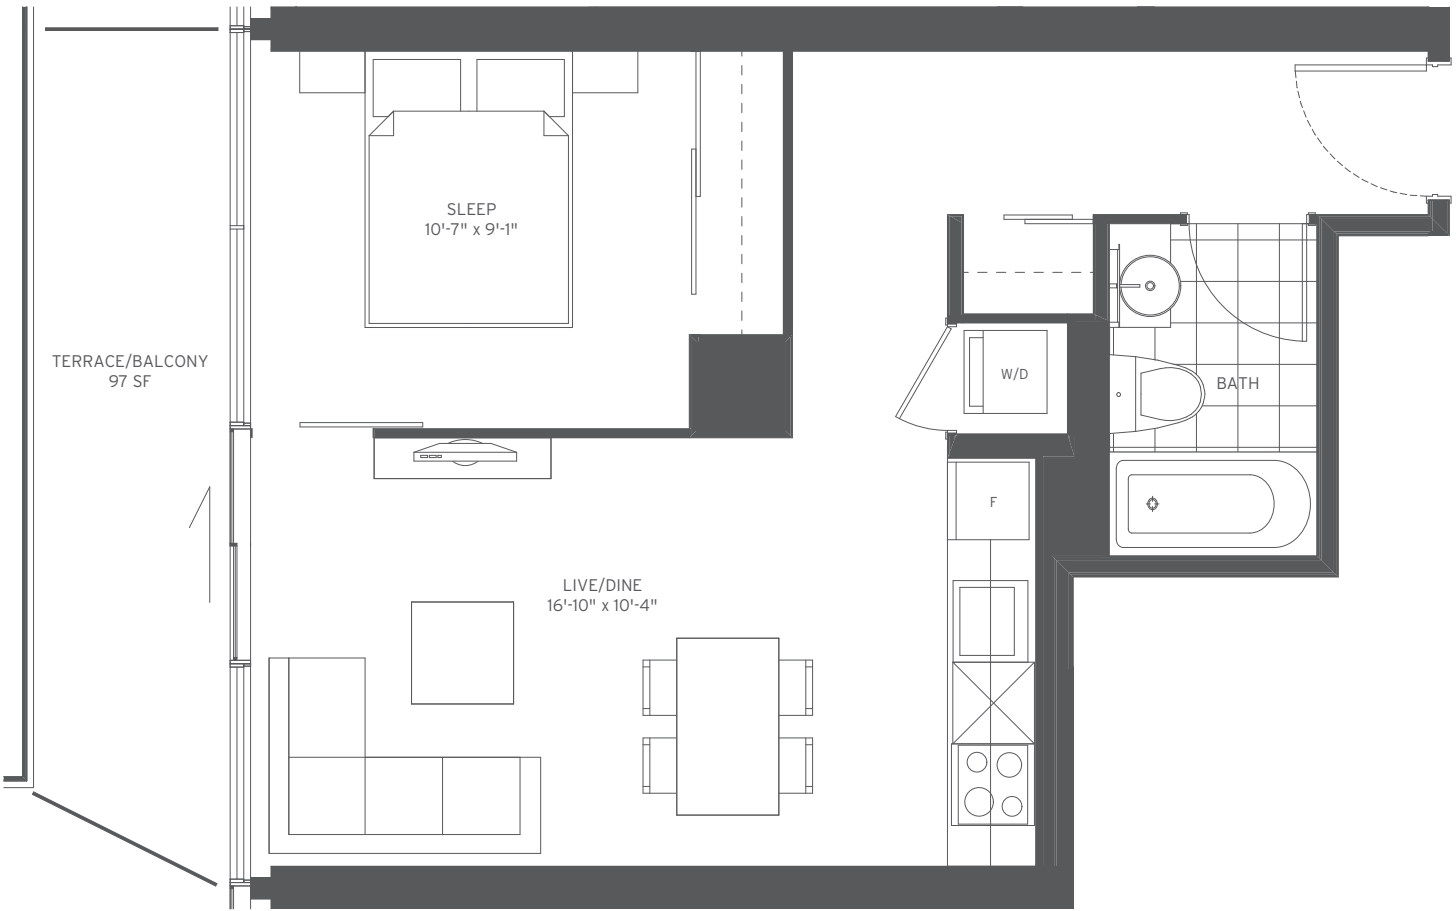 SLEEP
10'-7" x 9'-1"
TERRACE/BALCONY
97 SF
W/D
BATH
F
LIVE/DINE
16'-10" x 10'-4"